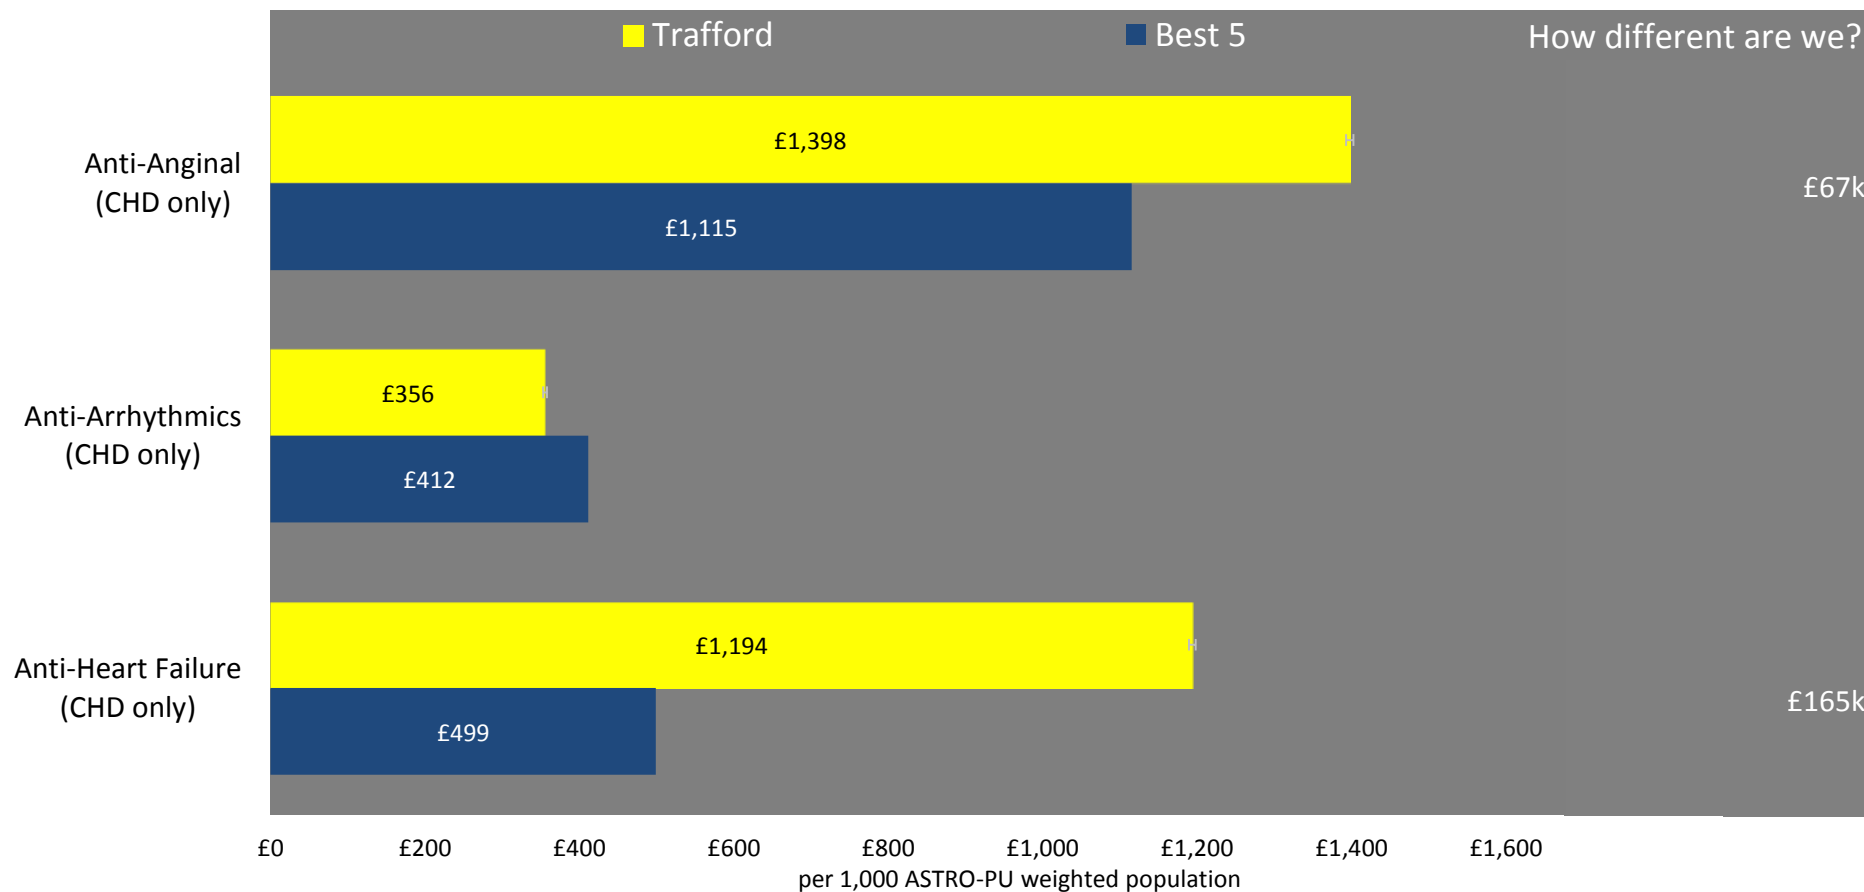 Trafford
Best 5
How different are we?
Anti-Anginal
(CHD only)
£1,398
£1,115
£67k
Anti-Arrhythmics
(CHD only)
£356
£412
Anti-Heart Failure
(CHD only)
£1,194
£499
£165k
£0 £200 £400 £600 £800 £1,000 £1,200 £1,400 £1,600
per 1,000 ASTRO-PU weighted population